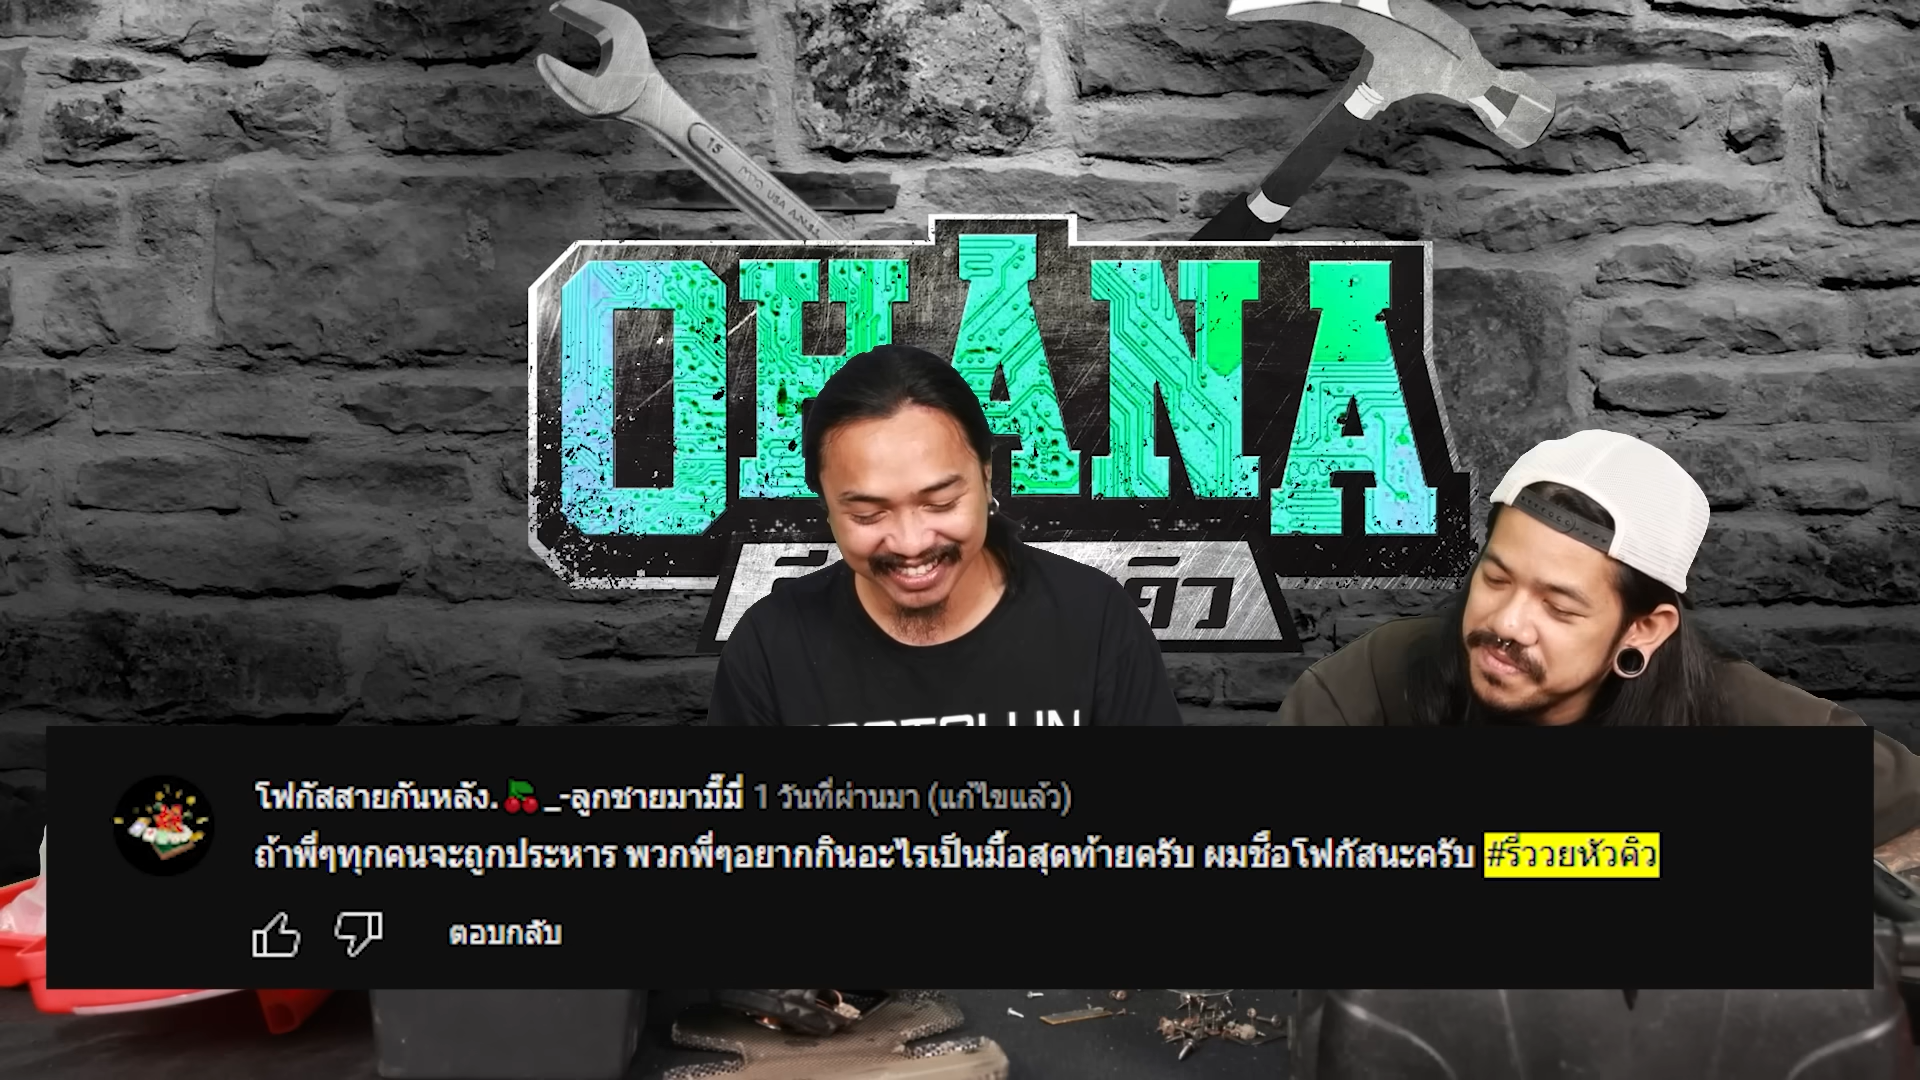 15
USA
OHANA
คิว
โฟกัสสายกันหลัง.🍒_-ลูกชายมามี๊มี่ 1 วันที่ผ่านมา (แก้ไขแล้ว)
ถ้าพี่ๆทุกคนจะถูกประหาร พวกพี่ๆอยากกินอะไรเป็นมื้อสุดท้ายครับ ผมชื่อโฟกัสนะครับ #รีววยหัวคิว
ตอบกลับ